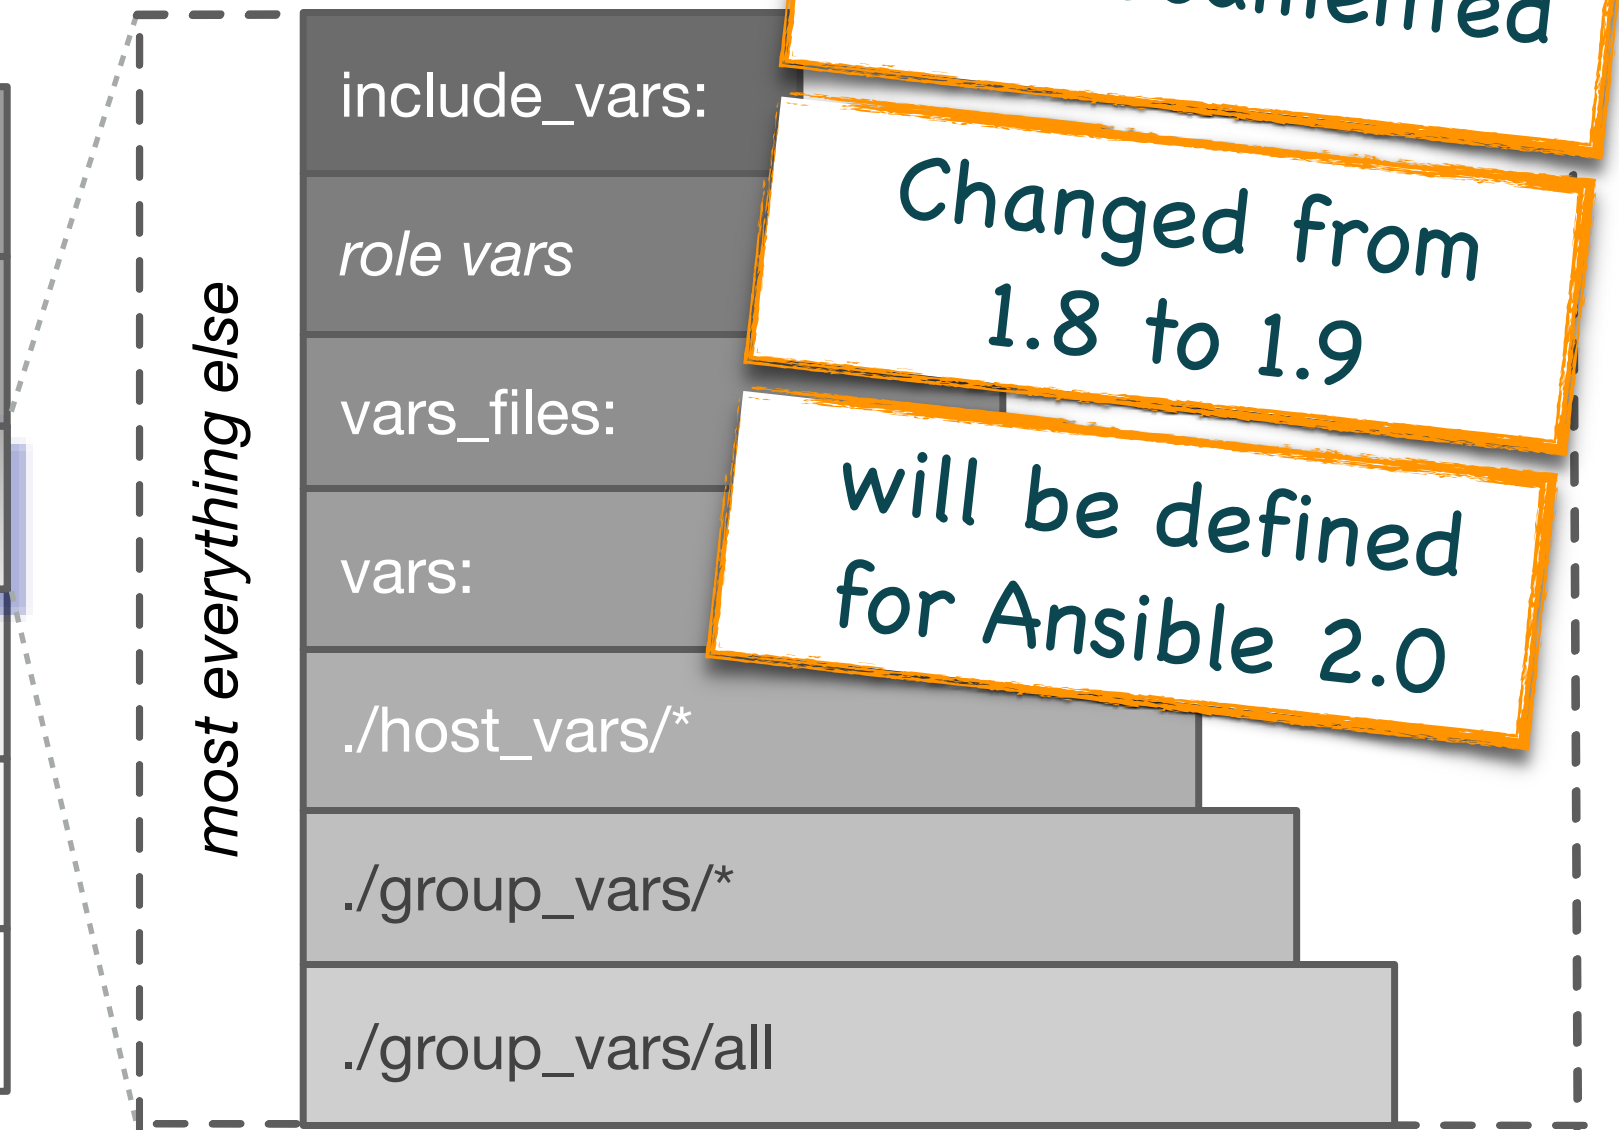 include_vars:
role vars
vars_files:
vars:
./host_vars/*
./group_vars/*
./group_vars/all
most everything else
Changed from
1.8 to 1.9
will be defined
for Ansible 2.0